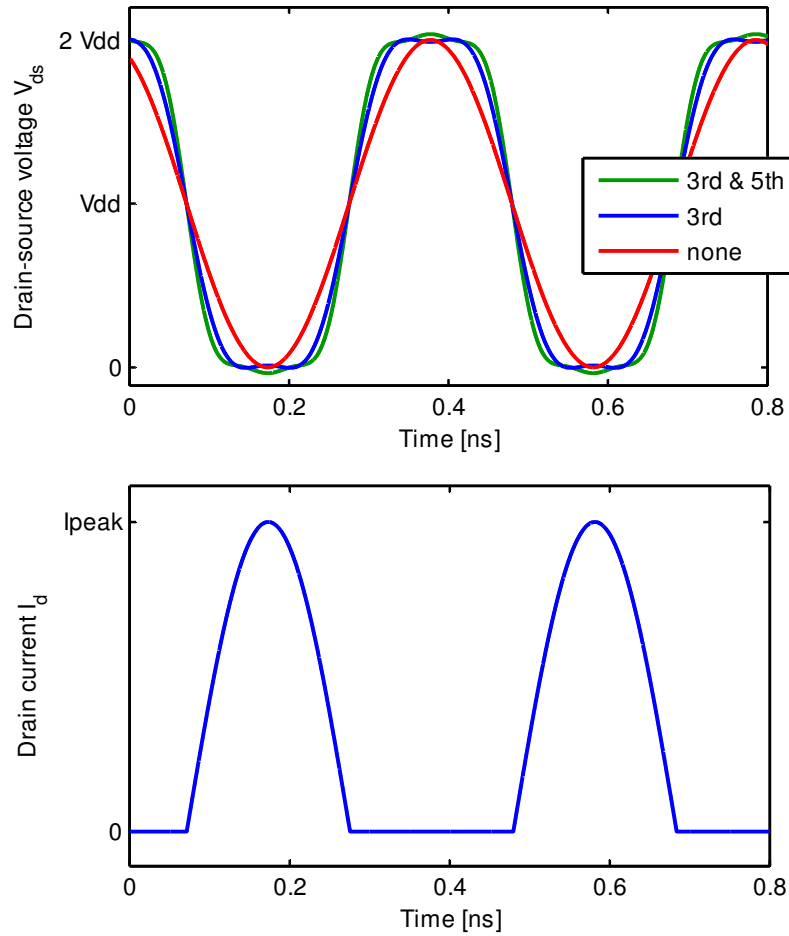 Drain-source voltage V_ds
2 Vdd
Vdd
0
3rd & 5th
3rd
none
0 0.2 0.4 0.6 0.8
Time [ns]
Drain current I_d
Ipeak
0
0 0.2 0.4 0.6 0.8
Time [ns]